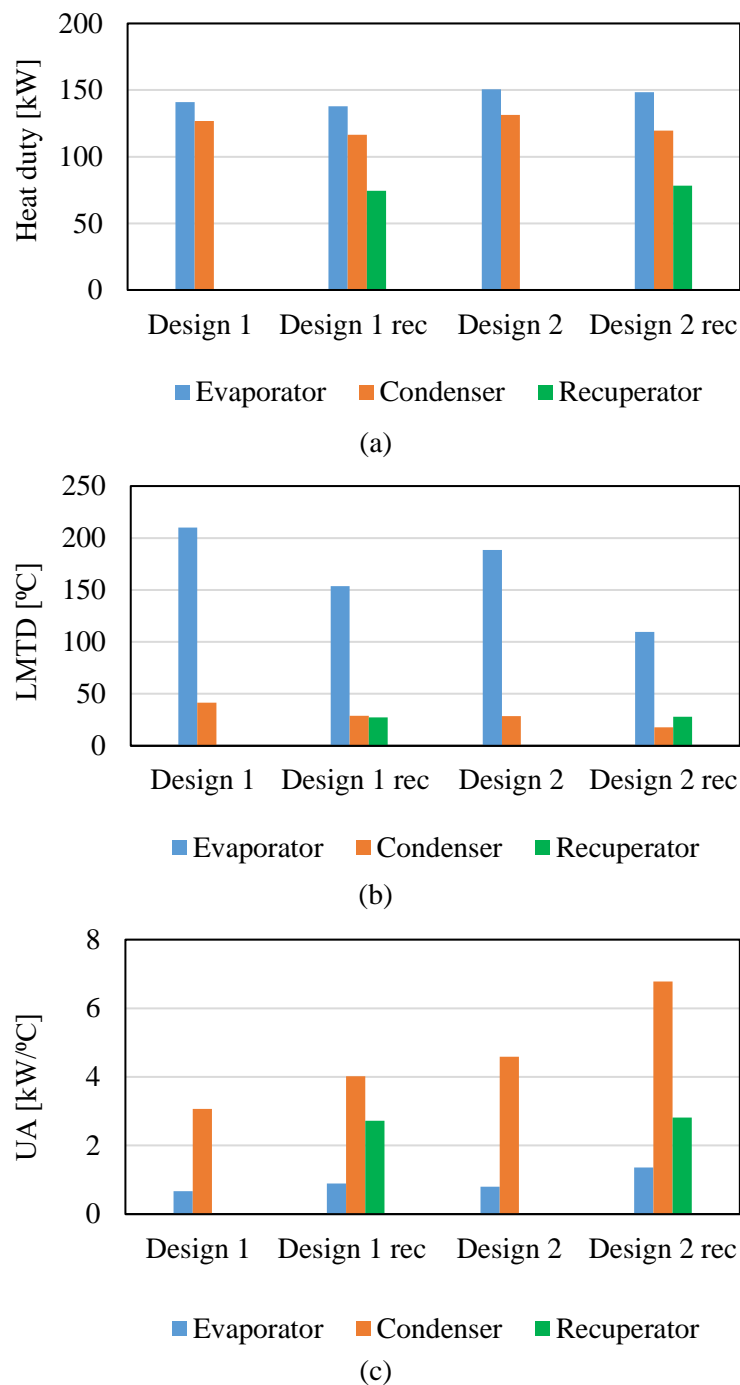 200
150
100
50
0
Heat duty [kW]
Design 1 Design 1 rec Design 2 Design 2 rec
Evaporator Condenser Recuperator
(a)
250
200
150
100
50
0
LMTD [ºC]
Design 1 Design 1 rec Design 2 Design 2 rec
Evaporator Condenser Recuperator
(b)
8
6
4
2
0
UA [kW/ºC]
Design 1 Design 1 rec Design 2 Design 2 rec
Evaporator Condenser Recuperator
(c)